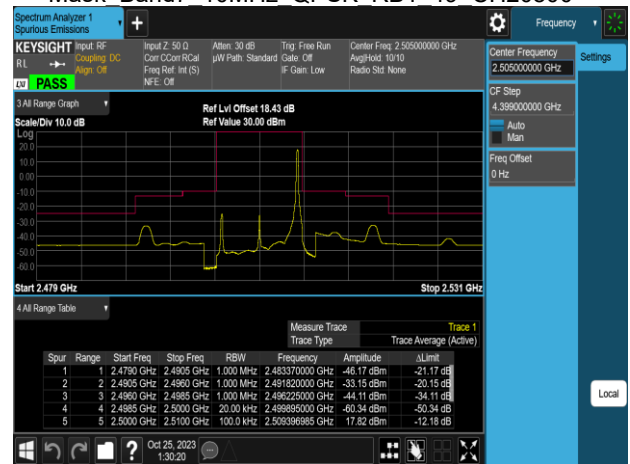 Spectrum Analyzer 1
Spurious Emissions
Frequency
KEYSIGHT
Input: RF
Coupling: DC
Align: Off
Input Z: 50 Ω
Corr CCorr RCal
Freq Ref: Int (S)
NFE: Off
Atten: 30 dB
µW Path: Standard
Trig: Free Run
Gate: Off
IF Gain: Low
Center Freq: 2.505000000 GHz
Avg|Hold: 10/10
Radio Std: None
RL
LXI
PASS
Center Frequency
2.505000000 GHz
Settings
CF Step
4.399000000 GHz
Auto
Man
Freq Offset
0 Hz
Local
3 All Range Graph
Ref Lvl Offset 18.43 dB
Scale/Div 10.0 dB
Ref Value 30.00 dBm
Log
20.0
10.0
0.00
-10.0
-20.0
-30.0
-40.0
-50.0
-60.0
Start 2.479 GHz
Stop 2.531 GHz
4 All Range Table
Measure Trace Trace 1
Trace Type Trace Average (Active)
Spur Range Start Freq Stop Freq RBW Frequency Amplitude ΔLimit
1 1 2.4790 GHz 2.4905 GHz 1.000 MHz 2.483370000 GHz -46.17 dBm -21.17 dB
2 2 2.4905 GHz 2.4960 GHz 1.000 MHz 2.491820000 GHz -33.15 dBm -20.15 dB
3 3 2.4960 GHz 2.4985 GHz 1.000 MHz 2.496225000 GHz -44.11 dBm -34.11 dB
4 4 2.4985 GHz 2.5000 GHz 20.00 kHz 2.499895000 GHz -60.34 dBm -50.34 dB
5 5 2.5000 GHz 2.5100 GHz 100.0 kHz 2.509396985 GHz 17.82 dBm -12.18 dB
Oct 25, 2023
1:30:20